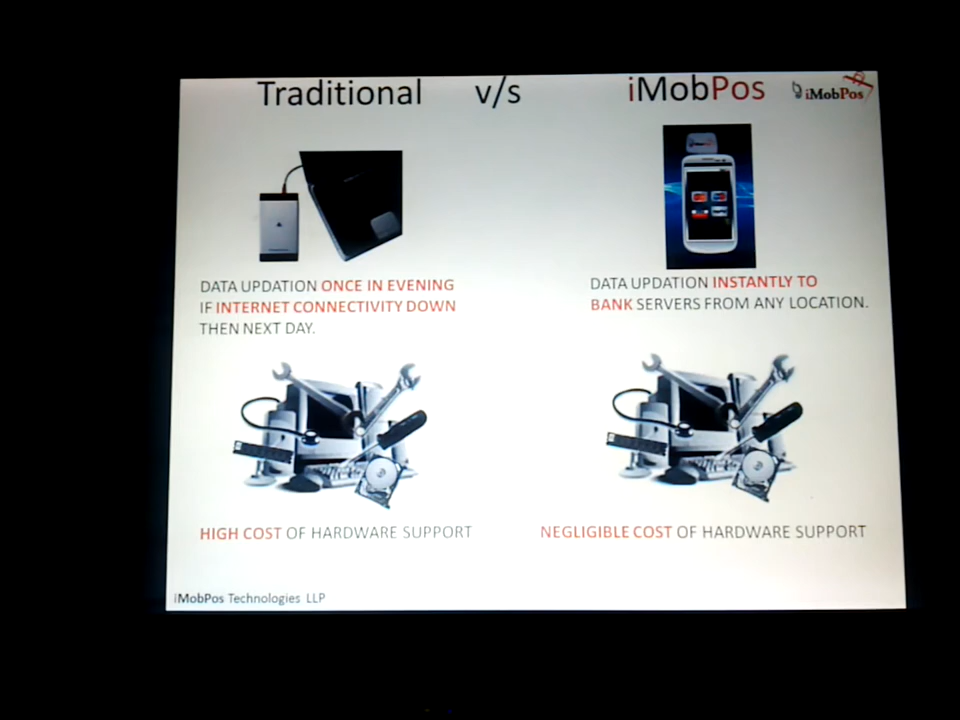 Traditional v/s iMobPos
iMobPos
DATA UPDATION ONCE IN EVENING
IF INTERNET CONNECTIVITY DOWN
THEN NEXT DAY.
DATA UPDATION INSTANTLY TO
BANK SERVERS FROM ANY LOCATION.
HIGH COST OF HARDWARE SUPPORT
NEGLIGIBLE COST OF HARDWARE SUPPORT
iMobPos Technologies LLP